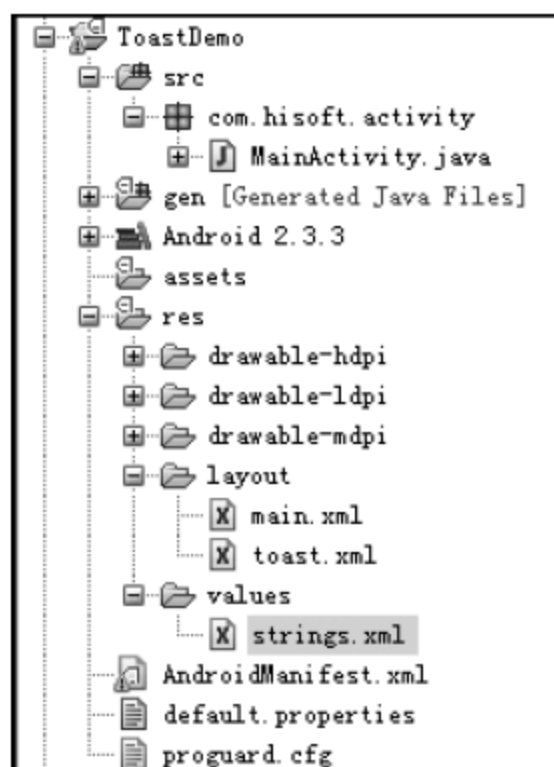 ToastDemo
src
com.hisoft.activity
MainActivity.java
gen [Generated Java Files]
Android 2.3.3
assets
res
drawable-hdpi
drawable-ldpi
drawable-mdpi
layout
main.xml
toast.xml
values
strings.xml
AndroidManifest.xml
default.properties
proguard.cfg